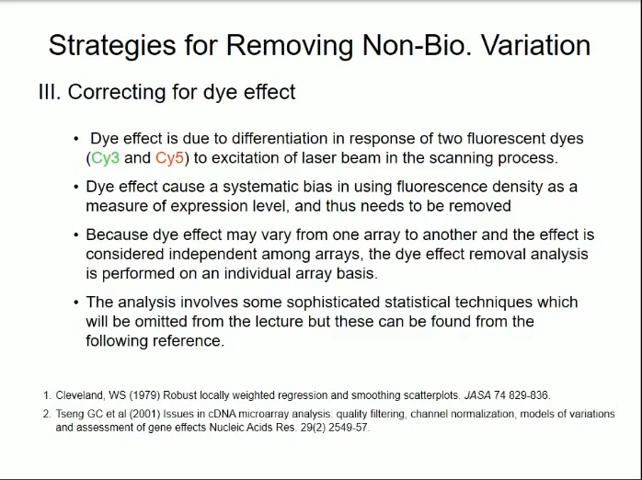 Strategies for Removing Non-Bio. Variation
III. Correcting for dye effect
• Dye effect is due to differentiation in response of two fluorescent dyes
(Cy3 and Cy5) to excitation of laser beam in the scanning process.
• Dye effect cause a systematic bias in using fluorescence density as a
measure of expression level, and thus needs to be removed
• Because dye effect may vary from one array to another and the effect is
considered independent among arrays, the dye effect removal analysis
is performed on an individual array basis.
• The analysis involves some sophisticated statistical techniques which
will be omitted from the lecture but these can be found from the
following reference.
1. Cleveland, WS (1979) Robust locally weighted regression and smoothing scatterplots. JASA 74 829-836.
2. Tseng GC et al (2001) Issues in cDNA microarray analysis: quality filtering, channel normalization, models of variations
and assessment of gene effects Nucleic Acids Res. 29(2) 2549-57.